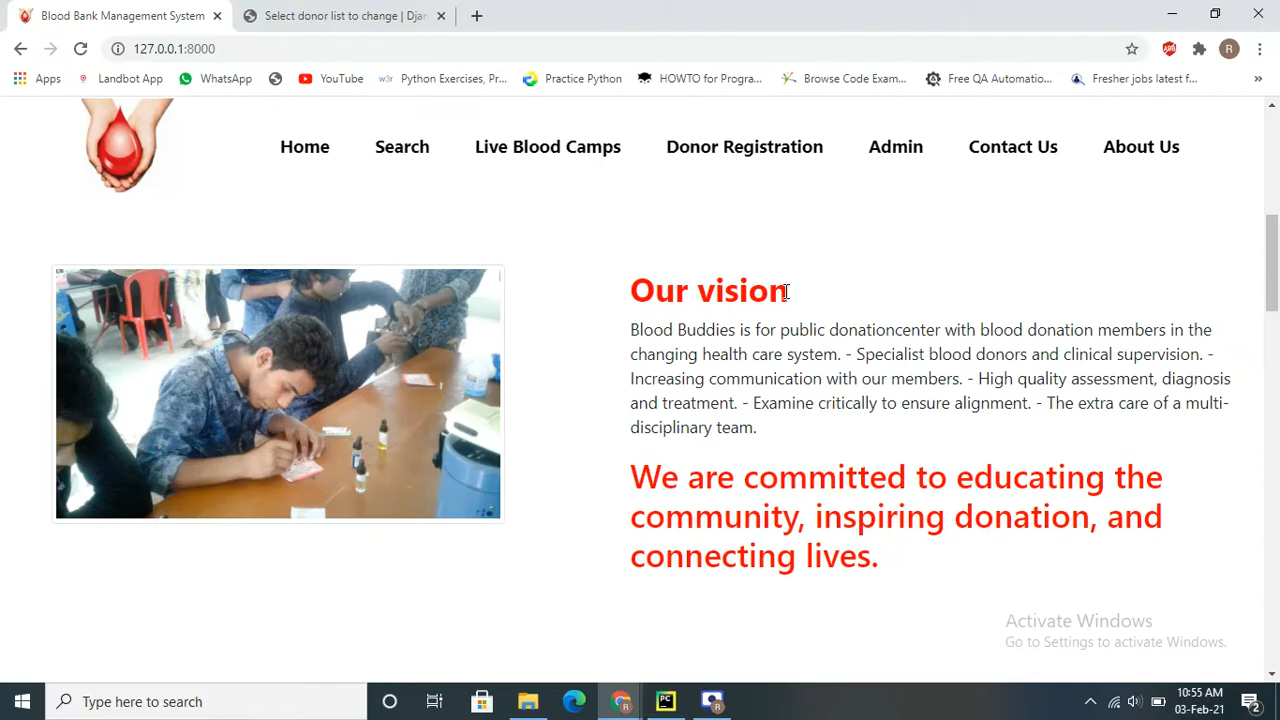 Blood Bank Management System
Select donor list to change | Djan
127.0.0.1:8000
R
Apps
Landbot App
WhatsApp
YouTube
w3r
Python Exercises, Pr...
Practice Python
HOWTO for Progra...
Browse Code Exam...
Free QA Automatio...
Fresher jobs latest f...
Home
Search
Live Blood Camps
Donor Registration
Admin
Contact Us
About Us
Our vision
Blood Buddies is for public donationcenter with blood donation members in the
changing health care system. - Specialist blood donors and clinical supervision. -
Increasing communication with our members. - High quality assessment, diagnosis
and treatment. - Examine critically to ensure alignment. - The extra care of a multi-
disciplinary team.
We are committed to educating the
community, inspiring donation, and
connecting lives.
Activate Windows
Go to Settings to activate Windows.
Type here to search
PC
10:55 AM
03-Feb-21
2